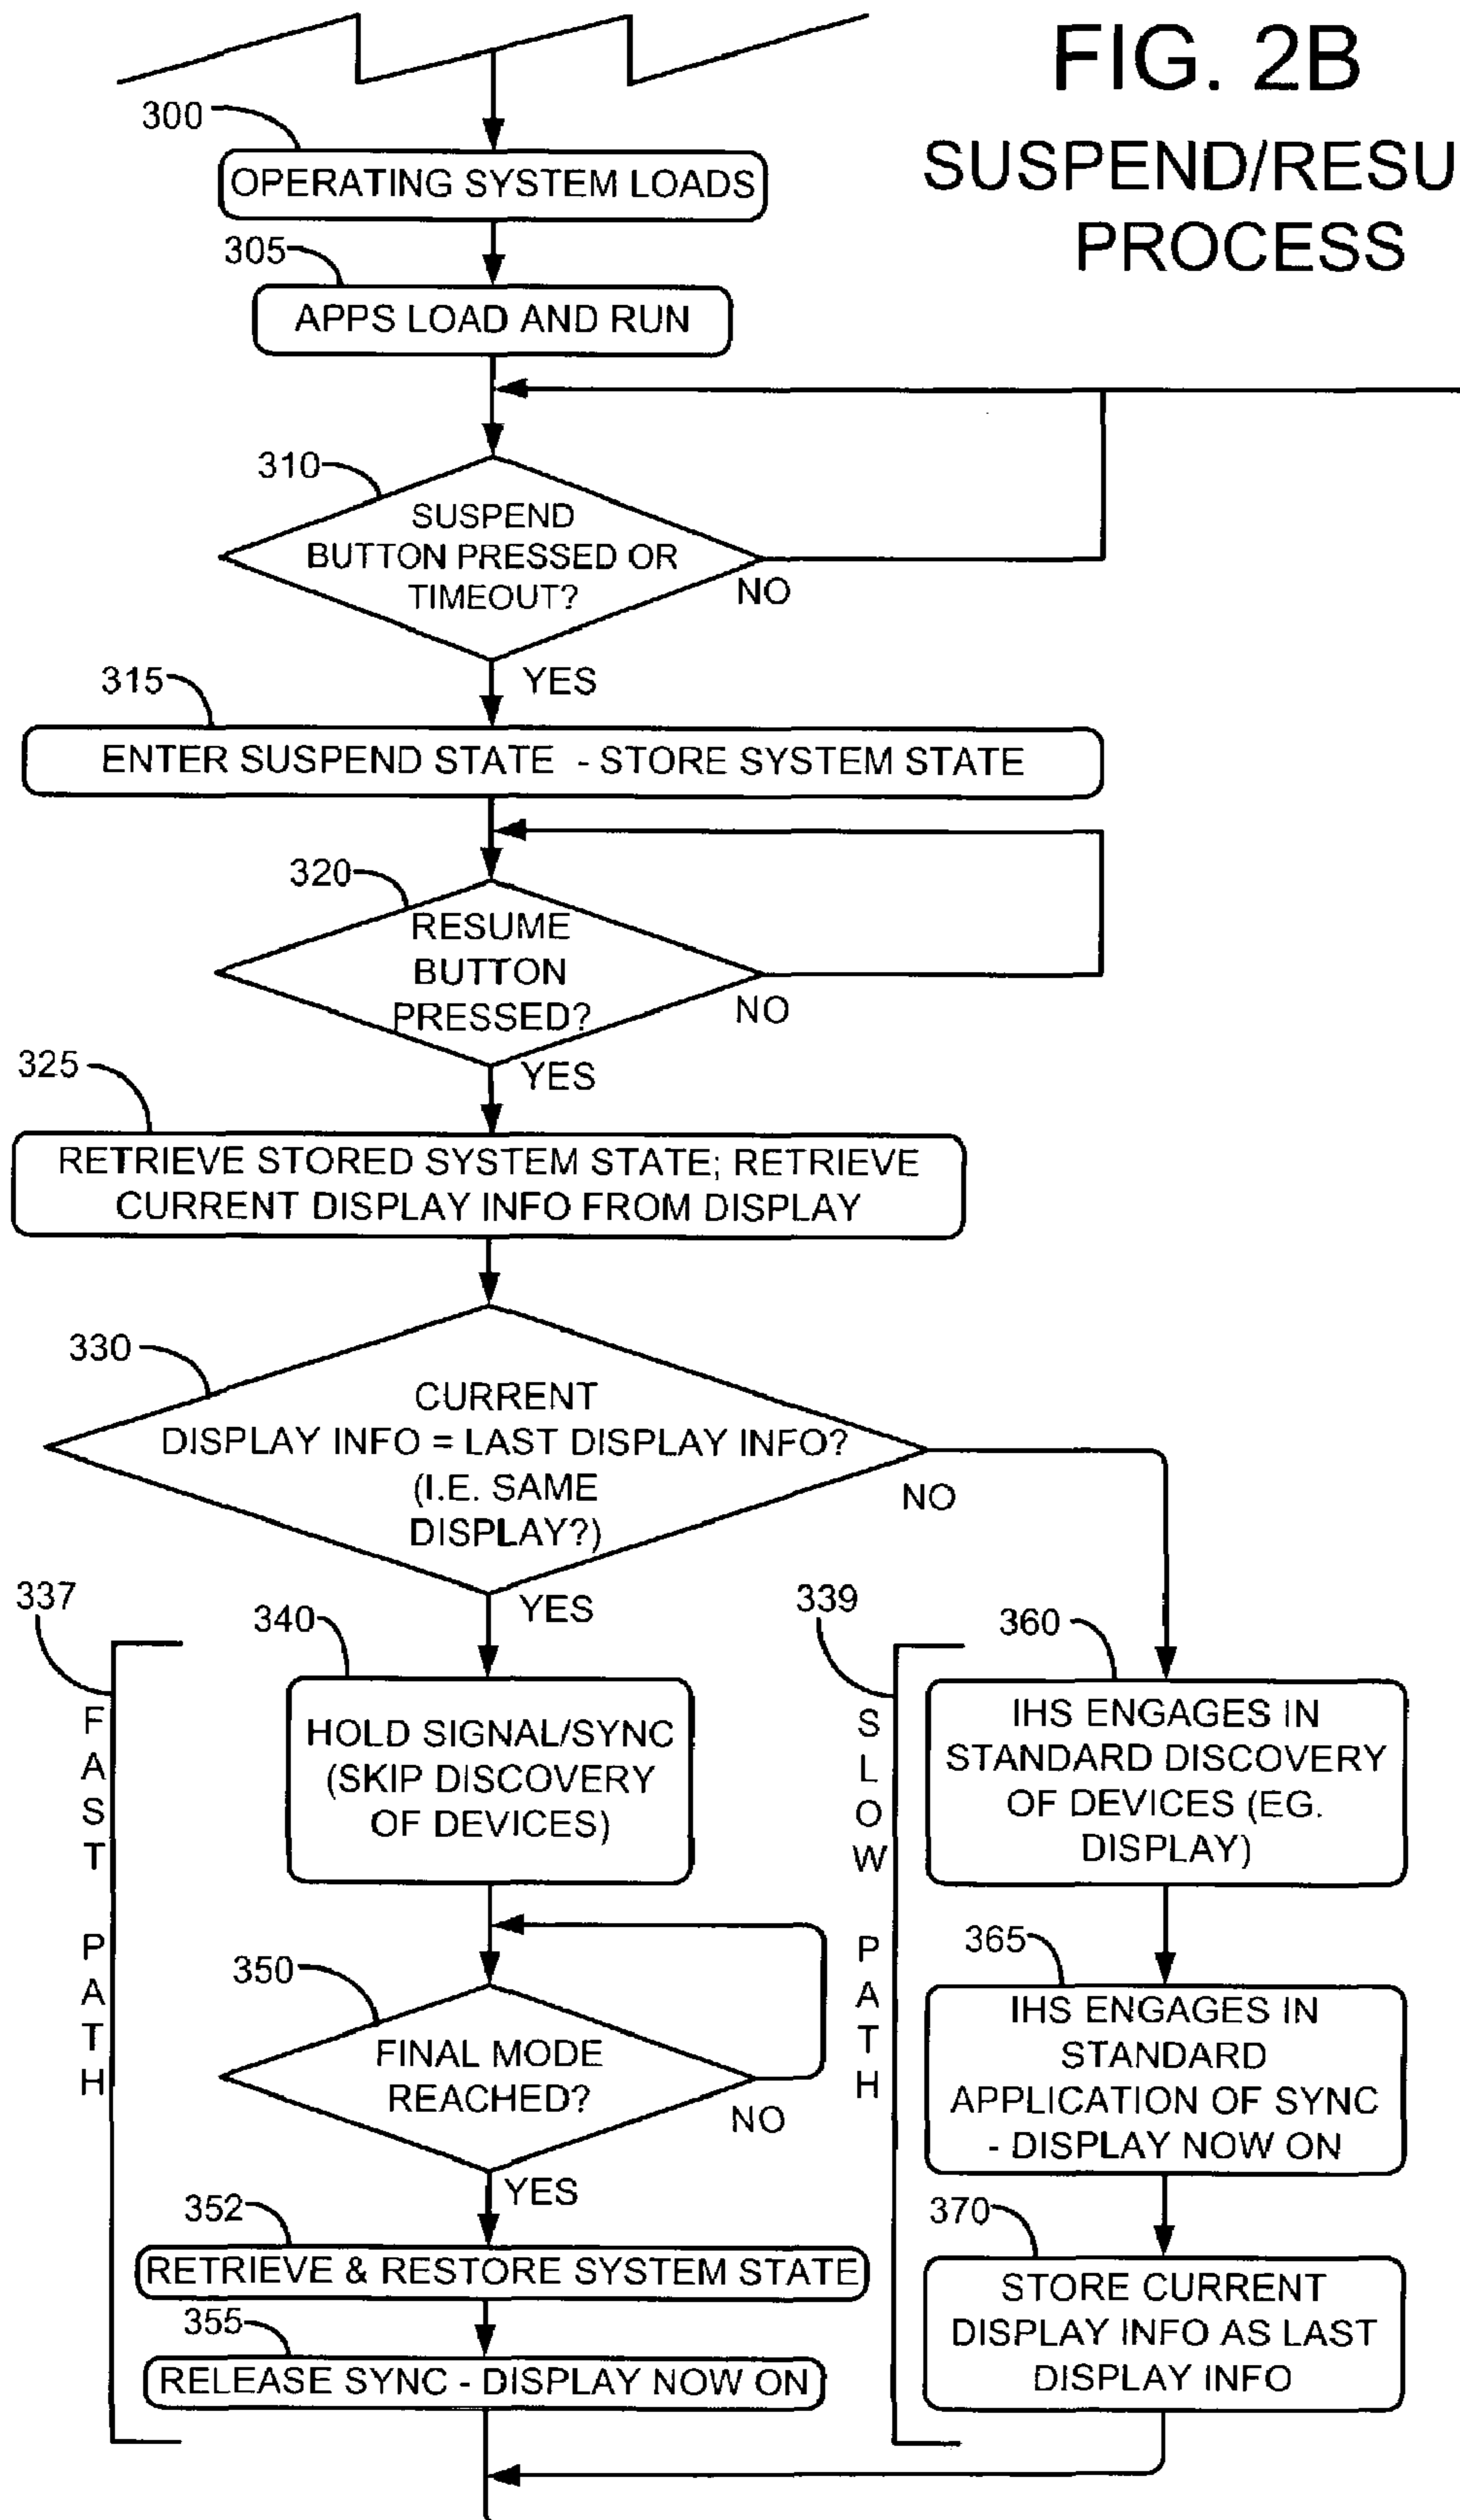 FIG. 2B
SUSPEND/RESU
PROCESS
300
OPERATING SYSTEM LOADS
305
APPS LOAD AND RUN
310
SUSPEND
BUTTON PRESSED OR
TIMEOUT?
NO
YES
315
ENTER SUSPEND STATE - STORE SYSTEM STATE
320
RESUME
BUTTON
PRESSED?
NO
YES
325
RETRIEVE STORED SYSTEM STATE; RETRIEVE
CURRENT DISPLAY INFO FROM DISPLAY
330
CURRENT
DISPLAY INFO = LAST DISPLAY INFO?
(I.E. SAME
DISPLAY?)
NO
YES
337
FAST PATH
340
HOLD SIGNAL/SYNC
(SKIP DISCOVERY
OF DEVICES)
350
FINAL MODE
REACHED?
NO
YES
352
RETRIEVE & RESTORE SYSTEM STATE
355
RELEASE SYNC - DISPLAY NOW ON
339
SLOW PATH
360
IHS ENGAGES IN
STANDARD DISCOVERY
OF DEVICES (EG.
DISPLAY)
365
IHS ENGAGES IN
STANDARD
APPLICATION OF SYNC
- DISPLAY NOW ON
370
STORE CURRENT
DISPLAY INFO AS LAST
DISPLAY INFO